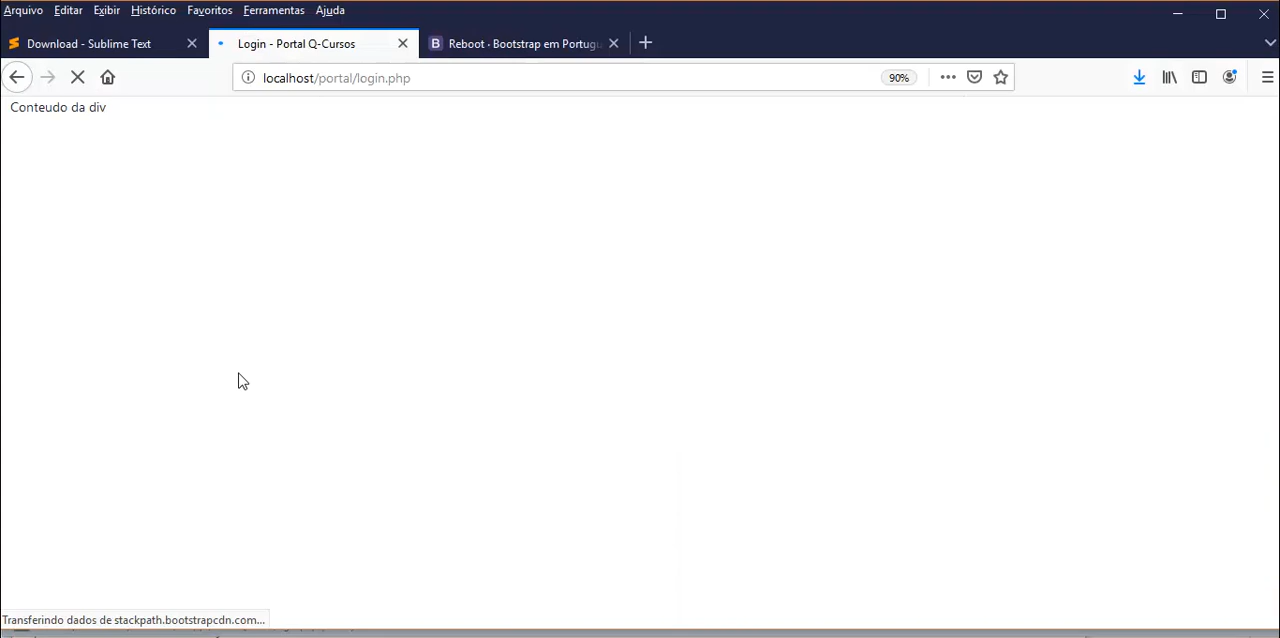 Arquivo Editar Exibir Histórico Favoritos Ferramentas Ajuda
Download - Sublime Text Login - Portal Q-Cursos B Reboot · Bootstrap em Portugu
localhost/portal/login.php 90%
Conteudo da div
Transferindo dados de stackpath.bootstrapcdn.com...